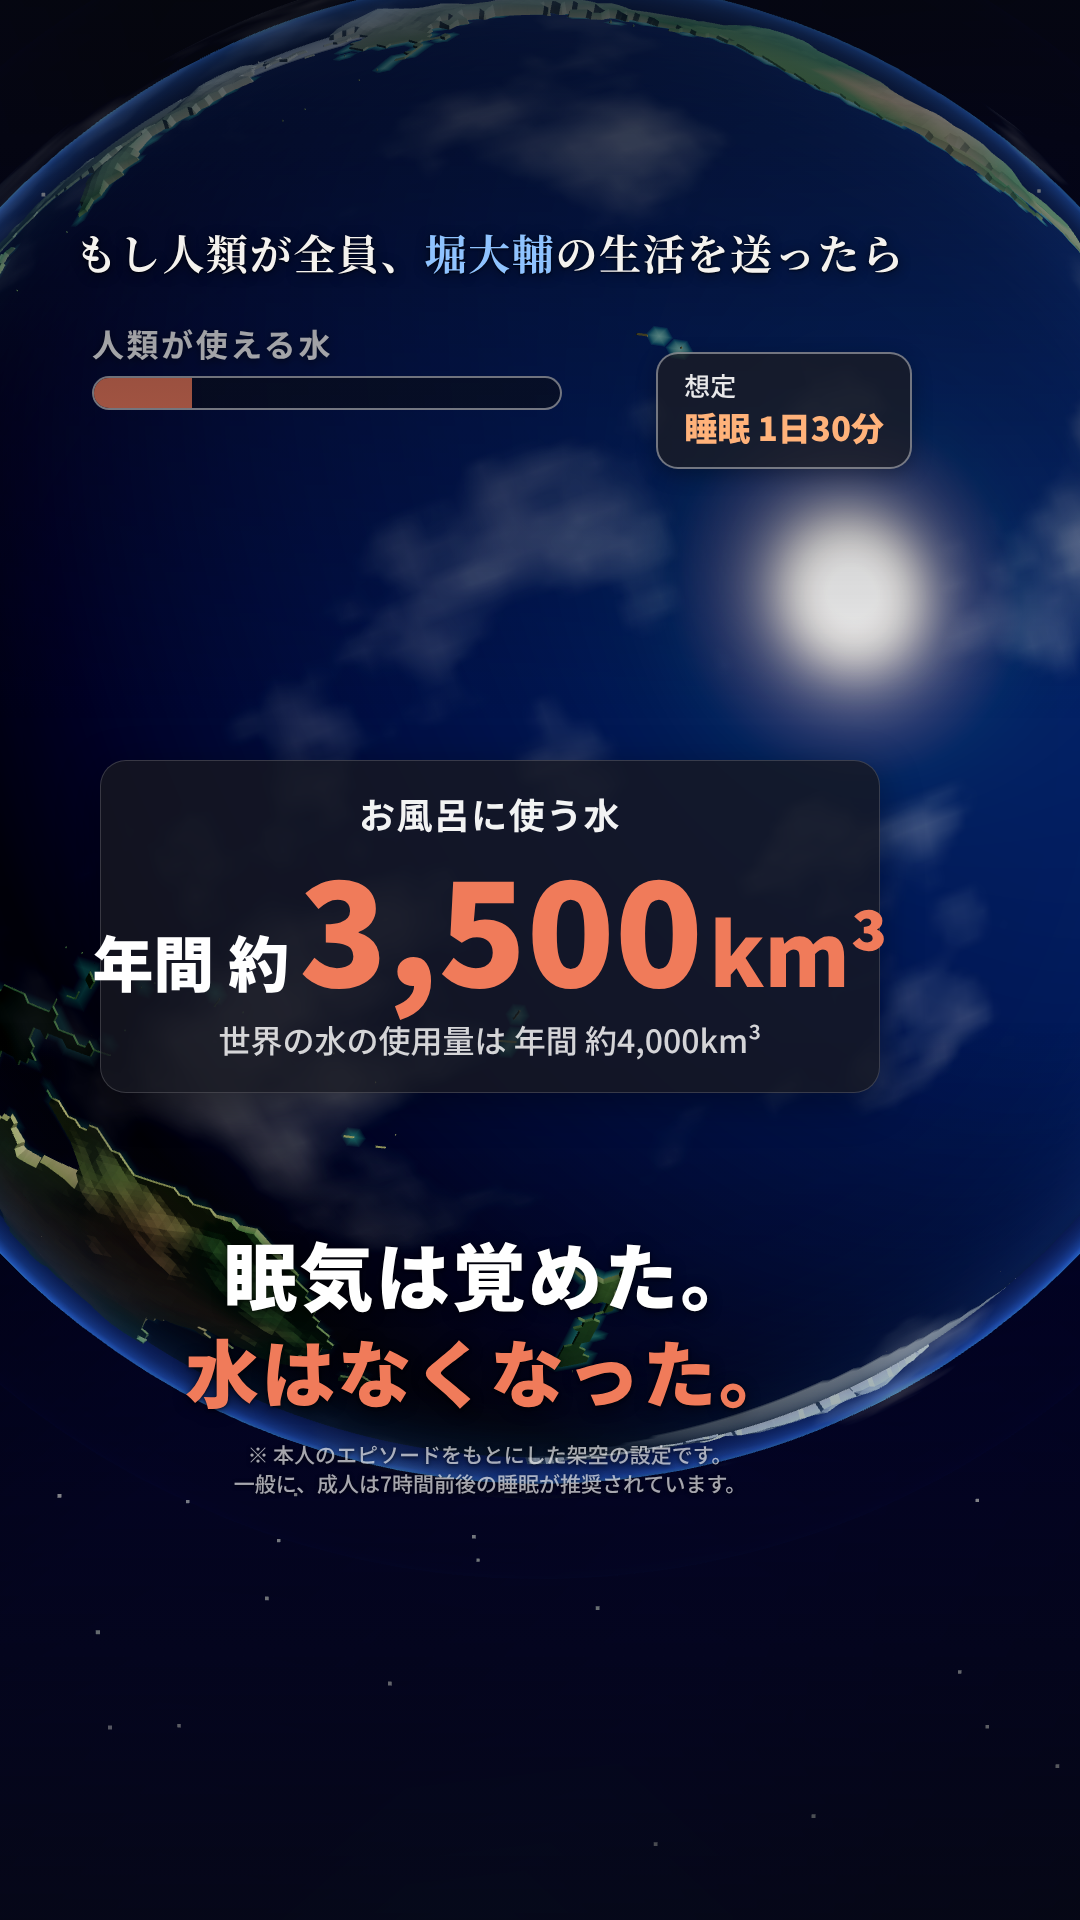 もし人類が全員、堀大輔の生活を送ったら
人類が使える水
想定
睡眠 1日30分
お風呂に使う水
年間 約3,500km³
世界の水の使用量は 年間 約4,000km³
眠気は覚めた。
水はなくなった。
※ 本人のエピソードをもとにした架空の設定です。
一般に、成人は7時間前後の睡眠が推奨されています。